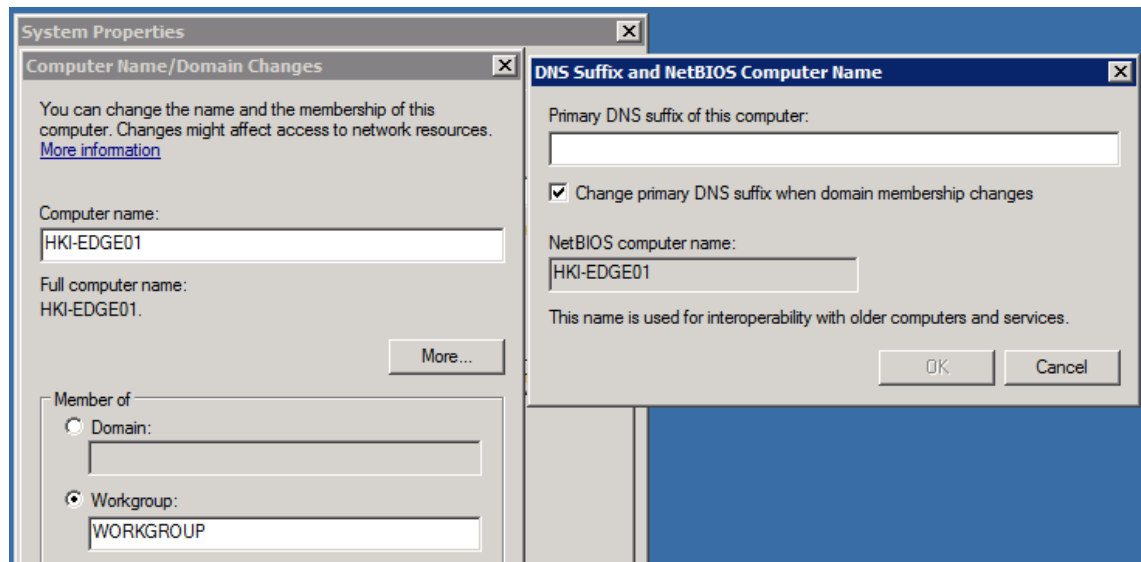 System Properties
Computer Name/Domain Changes
You can change the name and the membership of this
computer. Changes might affect access to network resources.
More information
Computer name:
HKI-EDGE01
Full computer name:
HKI-EDGE01.
More...
Member of
Domain:
Workgroup:
WORKGROUP
DNS Suffix and NetBIOS Computer Name
Primary DNS suffix of this computer:
Change primary DNS suffix when domain membership changes
NetBIOS computer name:
HKI-EDGE01
This name is used for interoperability with older computers and services.
OK
Cancel